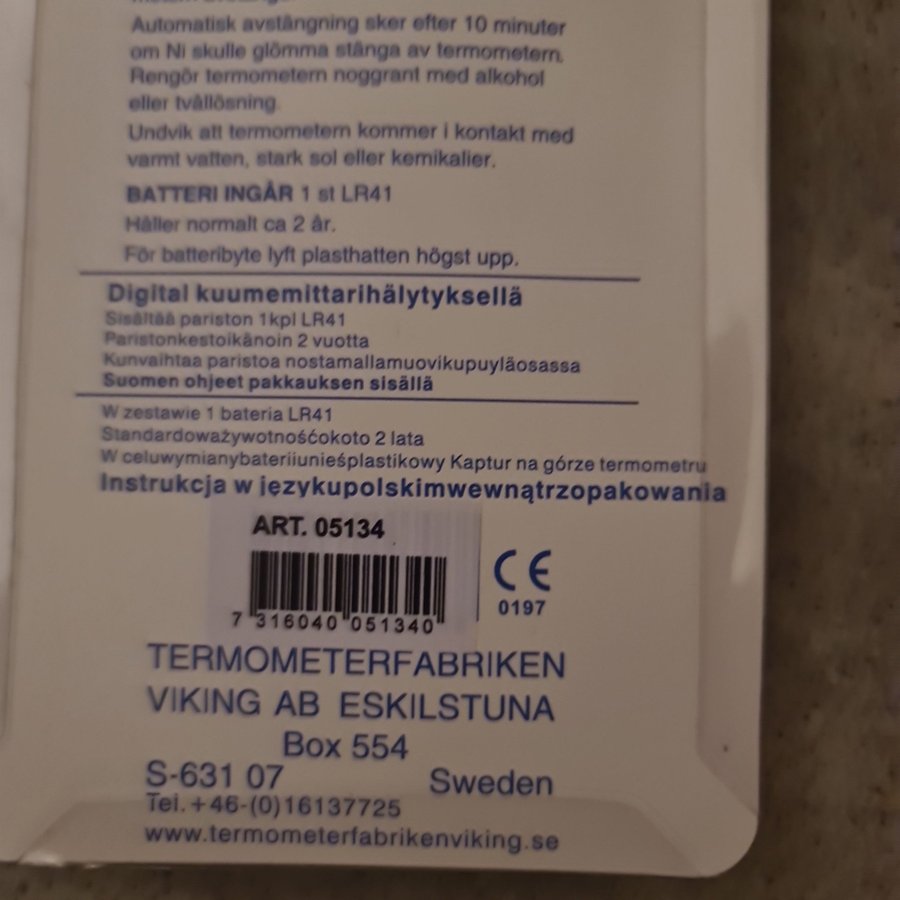 Automatisk avstängning sker efter 10 minuter
om Ni skulle glömma stänga av termometern.
Rengör termometern noggrant med alkohol
eller tvållösning.
Undvik att termometern kommer i kontakt med
varmt vatten, stark sol eller kemikalier.
BATTERI INGÅR 1 st LR41
Håller normalt ca 2 år.
För batteribyte lyft plasthatten högst upp.
Digital kuumemittarihälytyksellä
Sisältää pariston 1kpl LR41
Paristonkestoikänoin 2 vuotta
Kunvaihtaa paristoa nostamallamuovikupuyläosassa
Suomen ohjeet pakkauksen sisällä
W zestawie 1 bateria LR41
Standardoważywotnośćokoto 2 lata
W celuwymianybateriiunieśplastikowy Kaptur na górze termometru
Instrukcja w językupolskimwewnątrzopakowania
ART. 05134
7 316040 051340
CE
0197
TERMOMETERFABRIKEN
VIKING AB ESKILSTUNA
Box 554
S-631 07 Sweden
Tel. +46-(0)16137725
www.termometerfabrikenviking.se